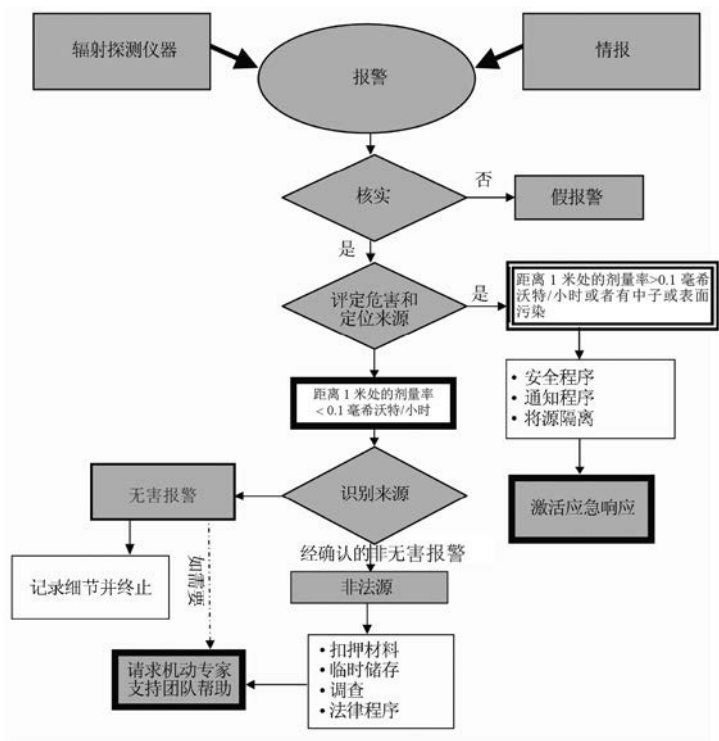 辐射探测仪器
报警
情报
核实
否
假报警
是
评定危害和
定位来源
是
距离 1 米处的剂量率>0.1 毫希
沃特/小时或者有中子或表面
污染
距离 1 米处的剂量率
< 0.1 毫希沃特/小时
• 安全程序
• 通知程序
• 将源隔离
无害报警
识别来源
激活应急响应
经确认的非无害报警
记录细节并终止
如需要
非法源
请求机动专家
支持团队帮助
• 扣押材料
• 临时储存
• 调查
• 法律程序